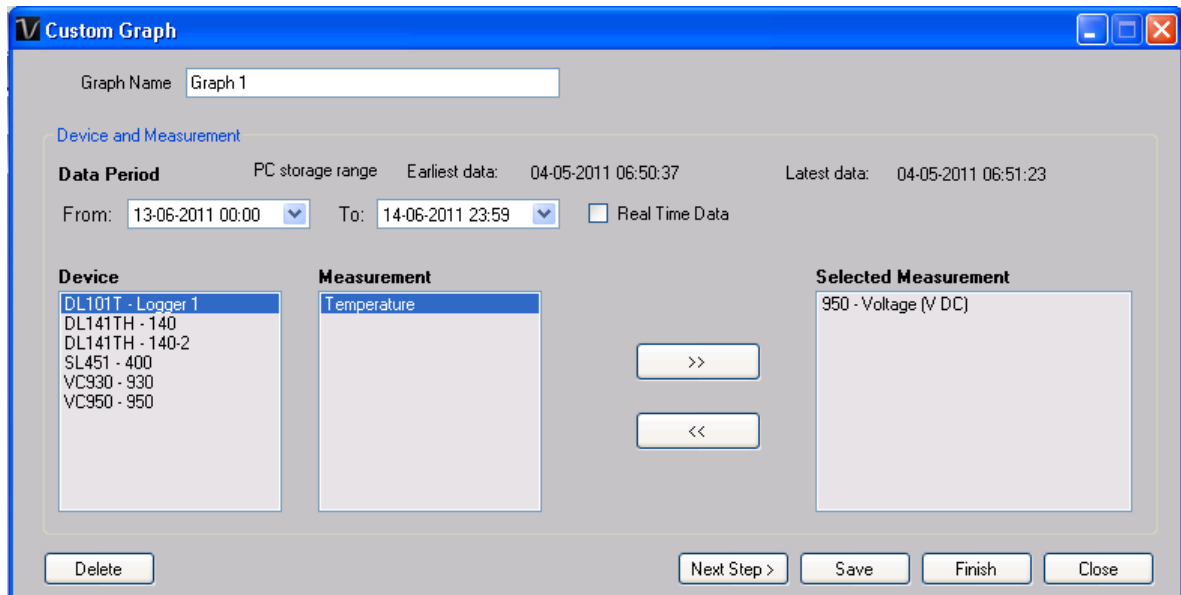 Custom Graph
Graph Name Graph 1
Device and Measurement
Data Period PC storage range Earliest data: 04-05-2011 06:50:37 Latest data: 04-05-2011 06:51:23
From: 13-06-2011 00:00 To: 14-06-2011 23:59 Real Time Data
Device Measurement Selected Measurement
DL101T - Logger 1 Temperature 950 - Voltage (V DC)
DL141TH - 140
DL141TH - 140-2
SL451 - 400
VC930 - 930
VC950 - 950
>>
<<
Delete Next Step > Save Finish Close